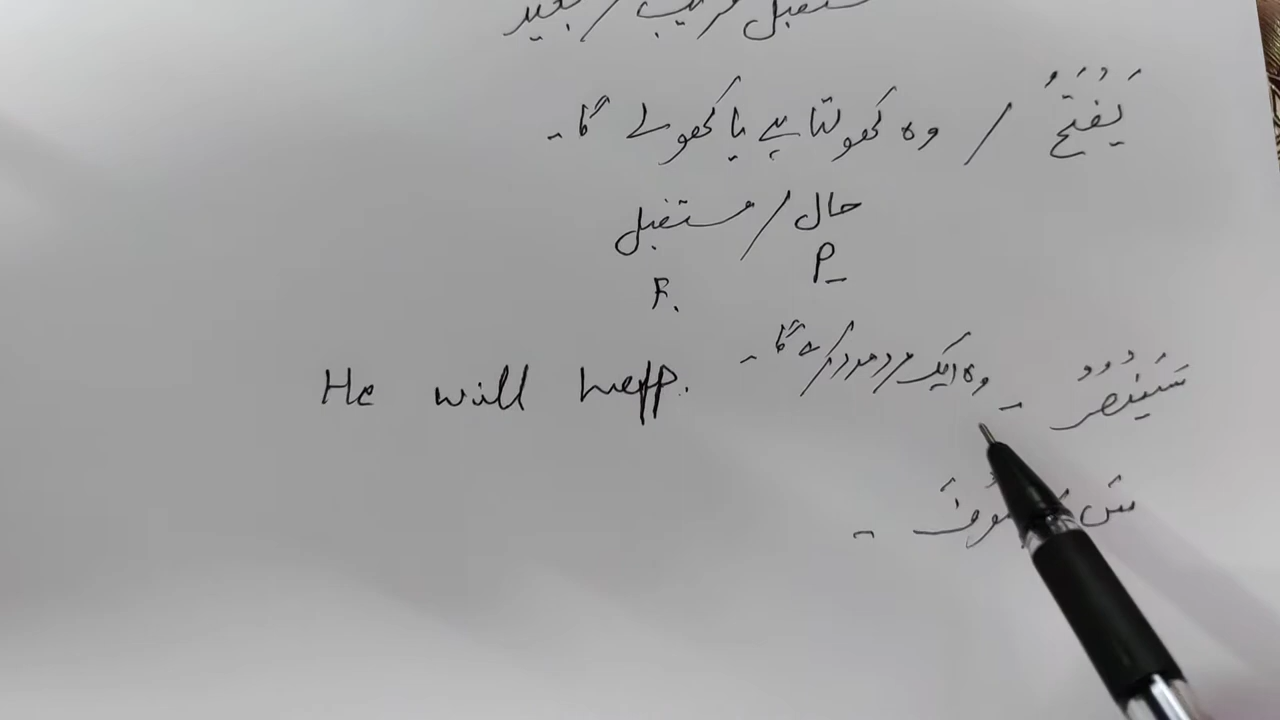 مستقبل قریب / بعید
یَفْتَحُ / وہ کھولتا ہے یا کھولے گا۔
حال / مستقبل
P F.
سَیَنْصُرُ - وہ ایک مرد مدد کرے گا۔ He will help.
سَ سَوْفَ -